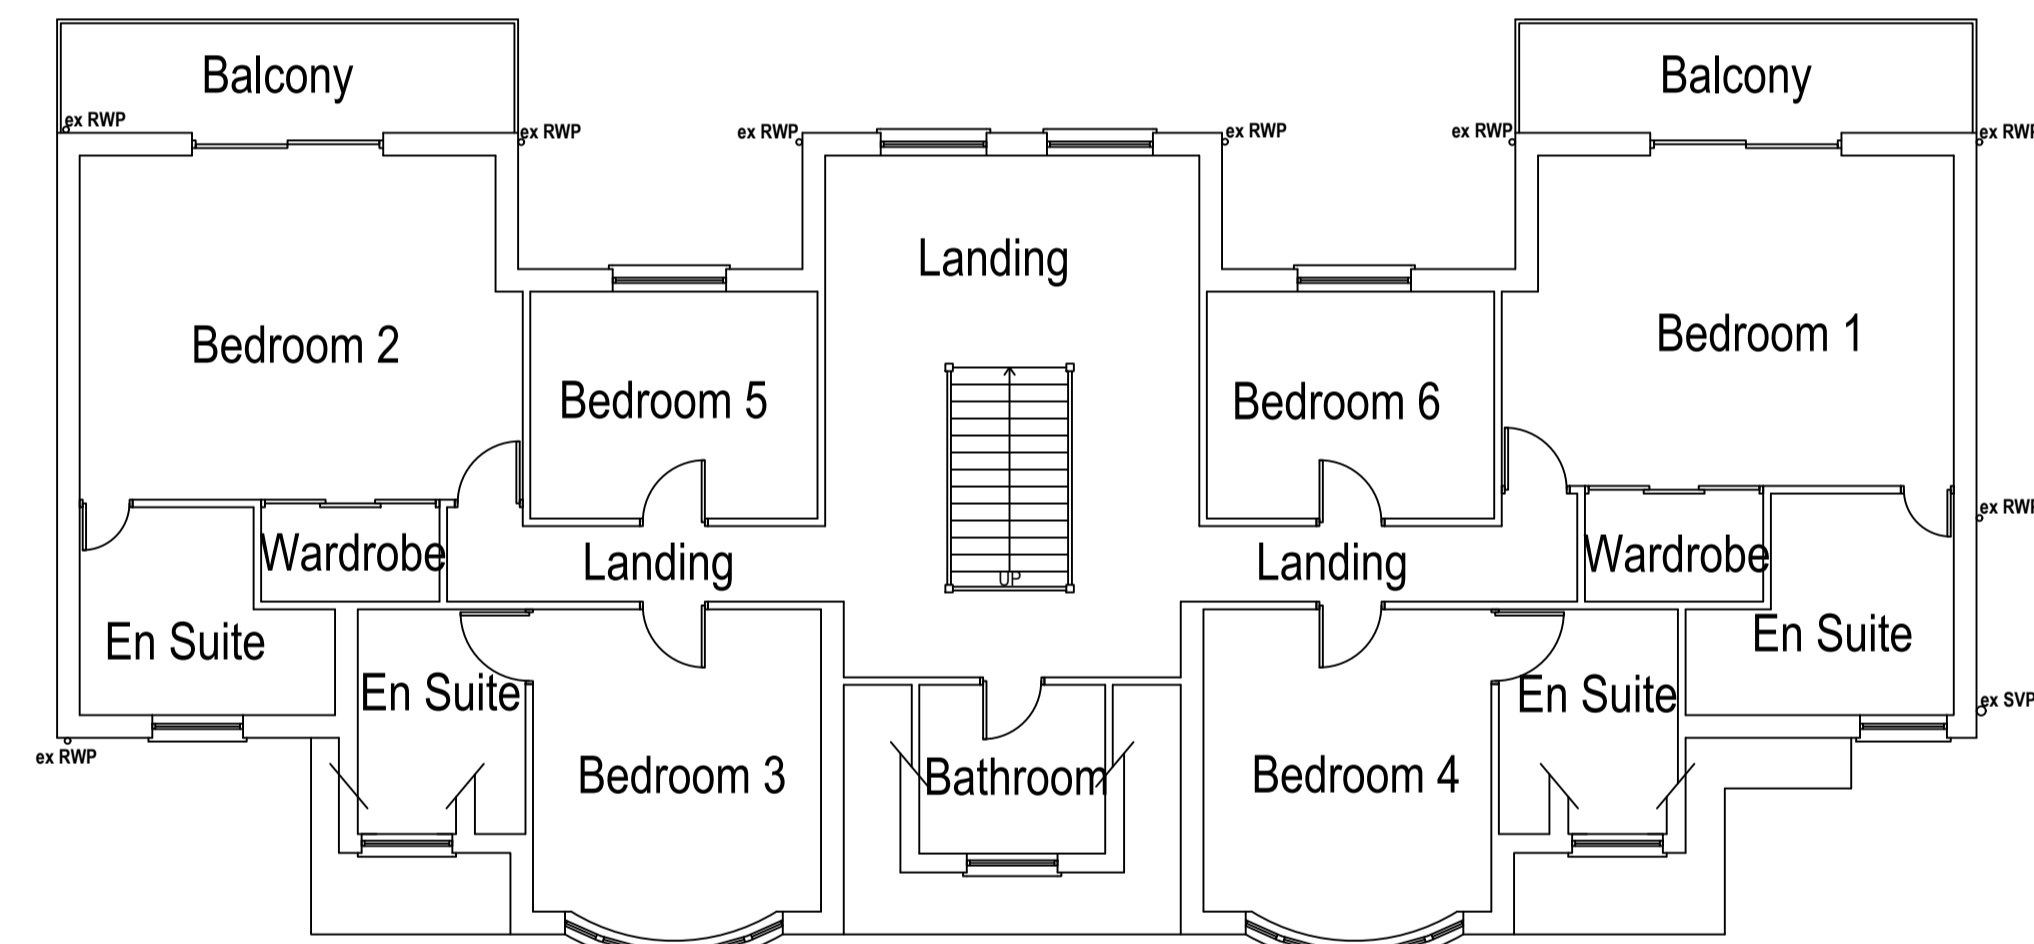 Balcony
Balcony
ex RWP
ex RWP
ex RWP
ex RWP
ex RWP
ex RWP
Landing
Bedroom 2
Bedroom 1
Bedroom 5
Bedroom 6
ex RWP
Wardrobe
Landing
UP
Landing
Wardrobe
En Suite
En Suite
En Suite
En Suite
ex SVP
ex RWP
Bedroom 3
Bathroom
Bedroom 4